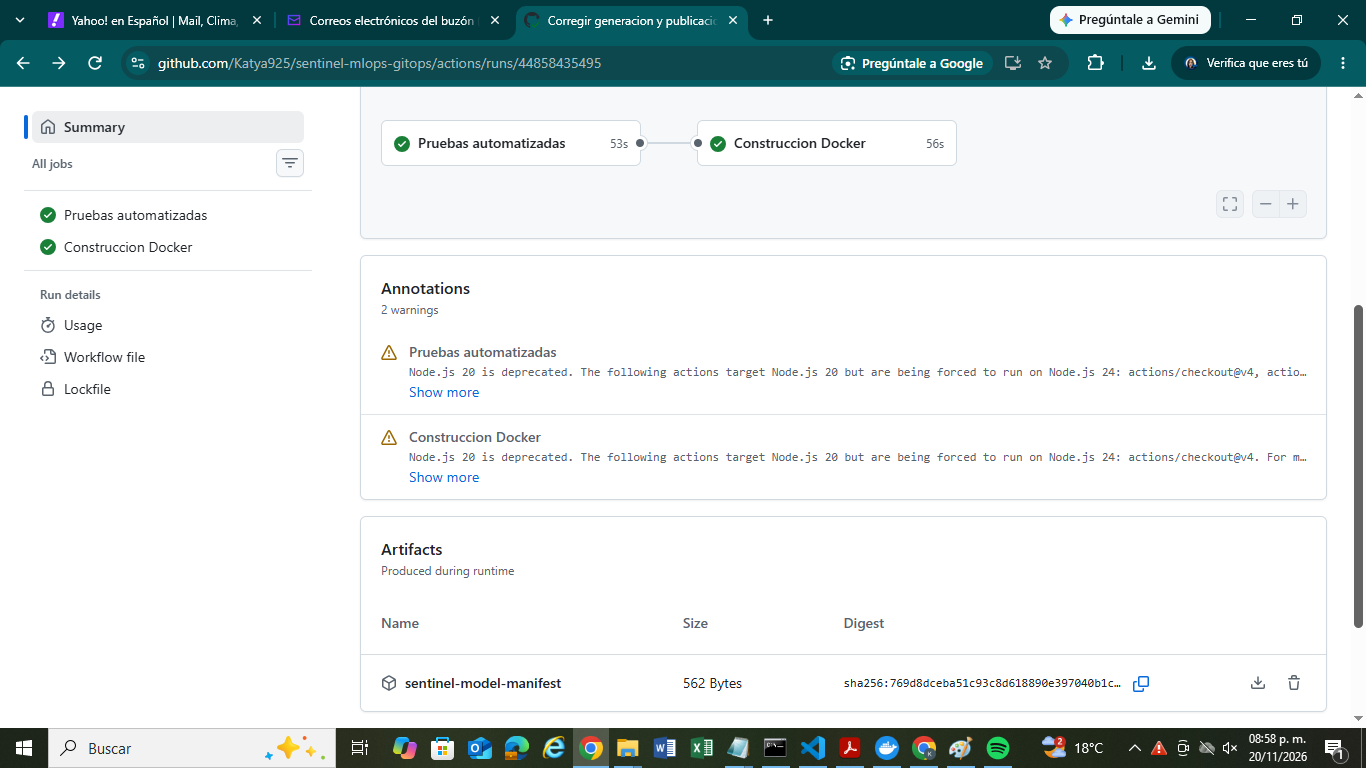 Yahoo! en Español | Mail, Clima,
Correos electrónicos del buzón
Corregir generacion y publicació
Pregúntale a Gemini
github.com/Katya925/sentinel-mlops-gitops/actions/runs/44858435495
Pregúntale a Google
Verifica que eres tú
Summary
All jobs
Pruebas automatizadas
Construccion Docker
Run details
Usage
Workflow file
Lockfile
Pruebas automatizadas 53s
Construccion Docker 56s
Annotations
2 warnings
Pruebas automatizadas
Node.js 20 is deprecated. The following actions target Node.js 20 but are being forced to run on Node.js 24: actions/checkout@v4, actio…
Show more
Construccion Docker
Node.js 20 is deprecated. The following actions target Node.js 20 but are being forced to run on Node.js 24: actions/checkout@v4. For m…
Show more
Artifacts
Produced during runtime
Name Size Digest
sentinel-model-manifest 562 Bytes sha256:769d8dceba51c93c8d618890e397040b1c…
Buscar
2
18°C
08:58 p. m.
20/11/2026
1